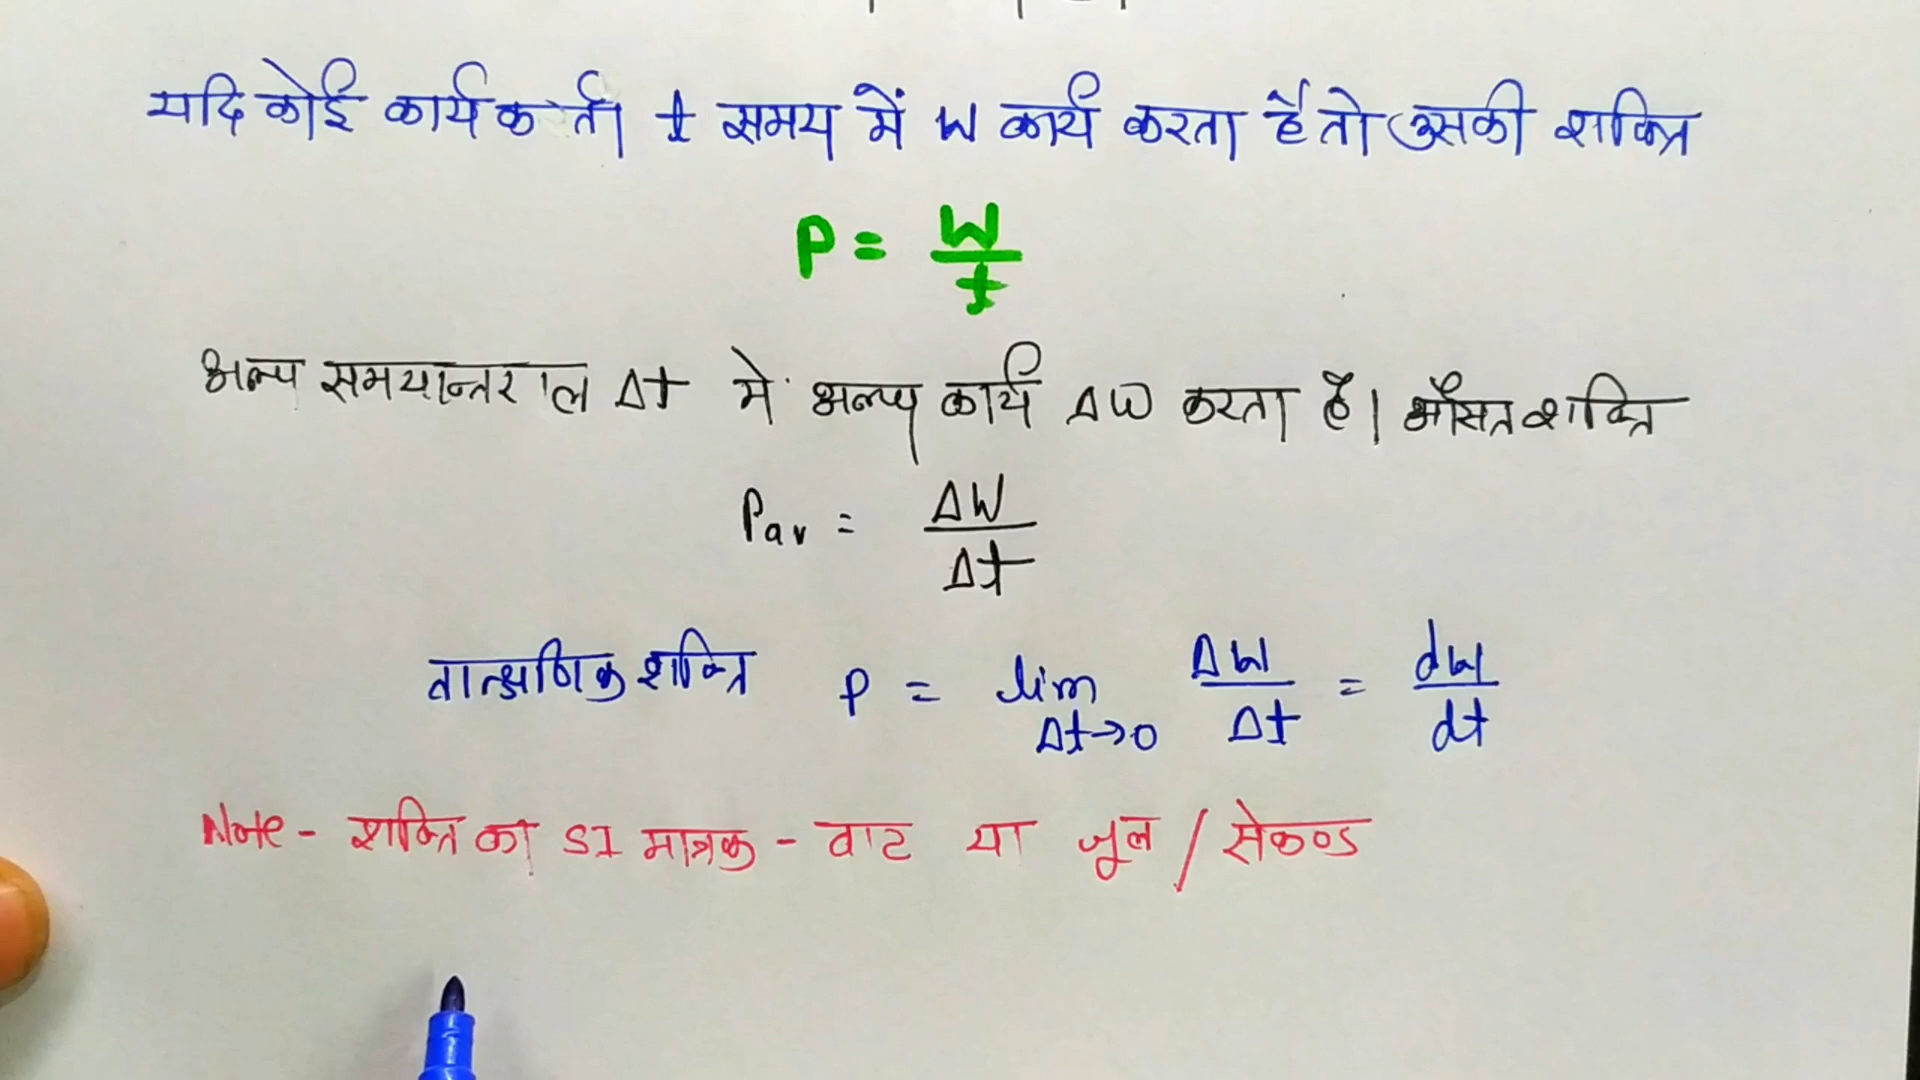 यदि कोई कार्यकर्ता t समय में W कार्य करता है तो उसकी शक्ति
P = W/t
अल्प समयान्तराल Δt में अल्प कार्य ΔW करता है। औसत शक्ति
Pav = ΔW/Δt
तात्क्षणिक शक्ति P = lim Δt→0 ΔW/Δt = dW/dt
Note - शक्ति का SI मात्रक - वाट या जूल / सेकण्ड